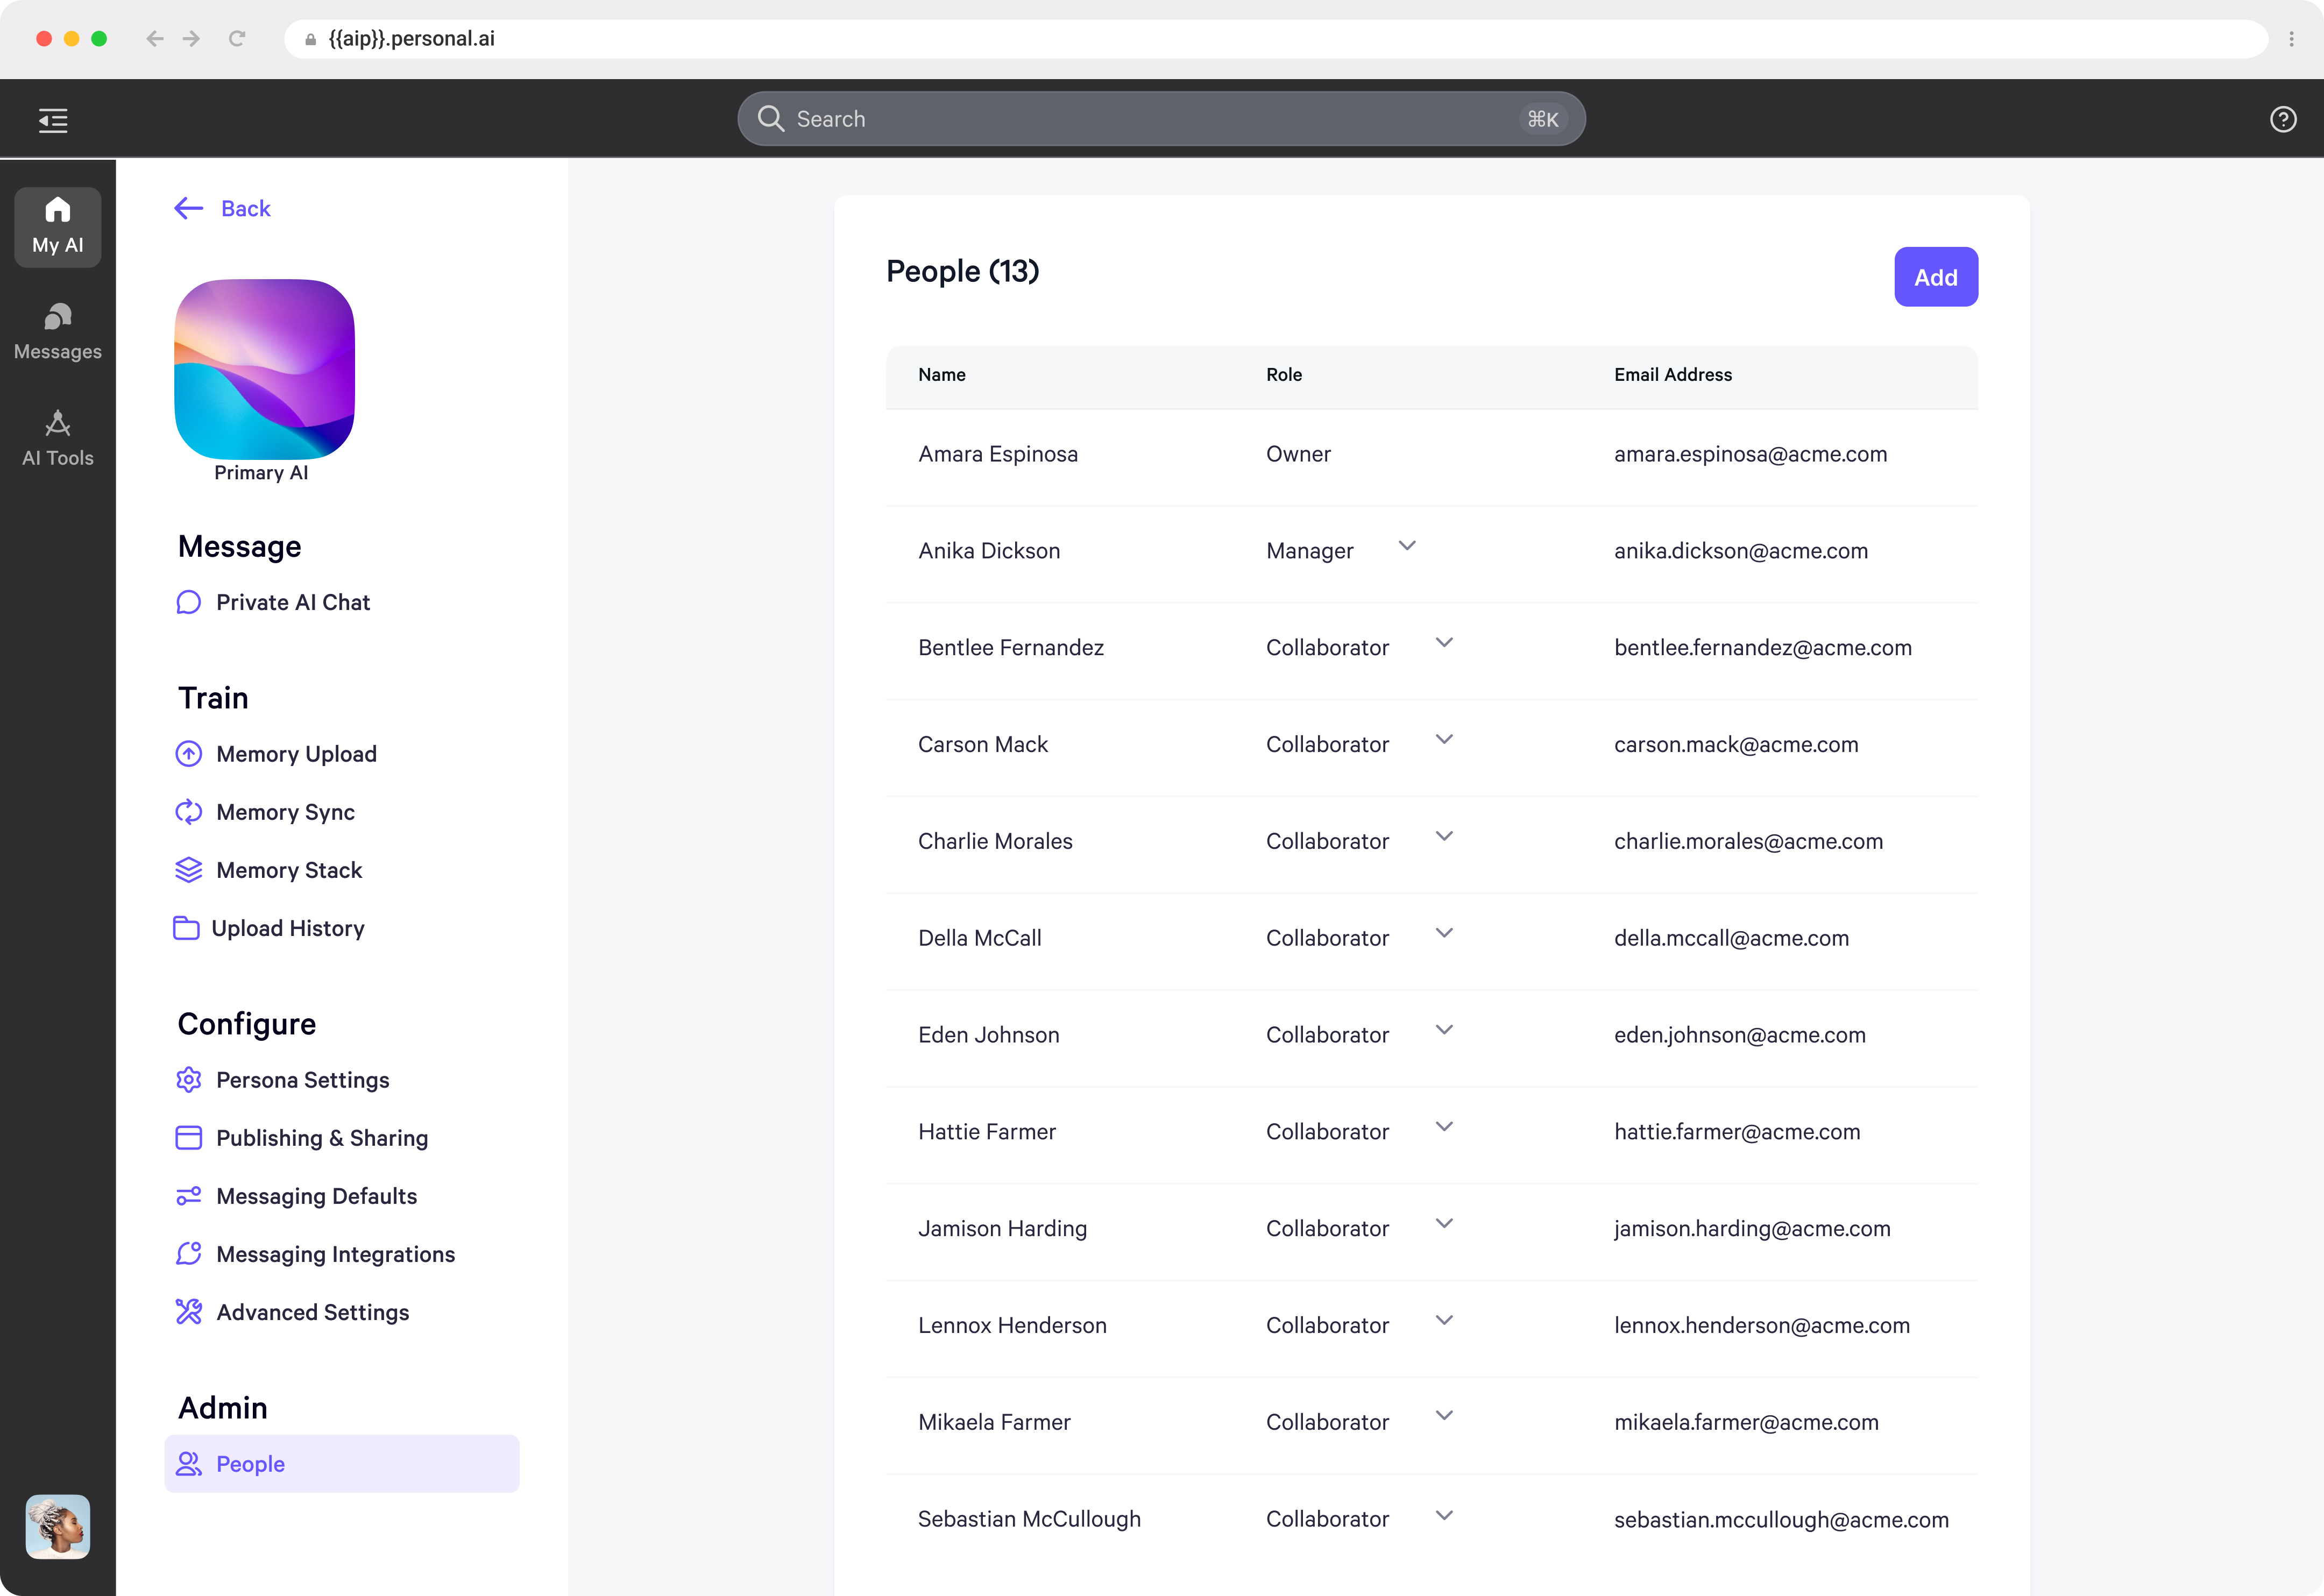 {{aip}}.personal.ai
Search
⌘K
My AI
Messages
AI Tools
Back
Primary AI
Message
Private AI Chat
Train
Memory Upload
Memory Sync
Memory Stack
Upload History
Configure
Persona Settings
Publishing & Sharing
Messaging Defaults
Messaging Integrations
Advanced Settings
Admin
People
People (13)
Add
Name Role Email Address
Amara Espinosa Owner amara.espinosa@acme.com
Anika Dickson Manager anika.dickson@acme.com
Bentlee Fernandez Collaborator bentlee.fernandez@acme.com
Carson Mack Collaborator carson.mack@acme.com
Charlie Morales Collaborator charlie.morales@acme.com
Della McCall Collaborator della.mccall@acme.com
Eden Johnson Collaborator eden.johnson@acme.com
Hattie Farmer Collaborator hattie.farmer@acme.com
Jamison Harding Collaborator jamison.harding@acme.com
Lennox Henderson Collaborator lennox.henderson@acme.com
Mikaela Farmer Collaborator mikaela.farmer@acme.com
Sebastian McCullough Collaborator sebastian.mccullough@acme.com